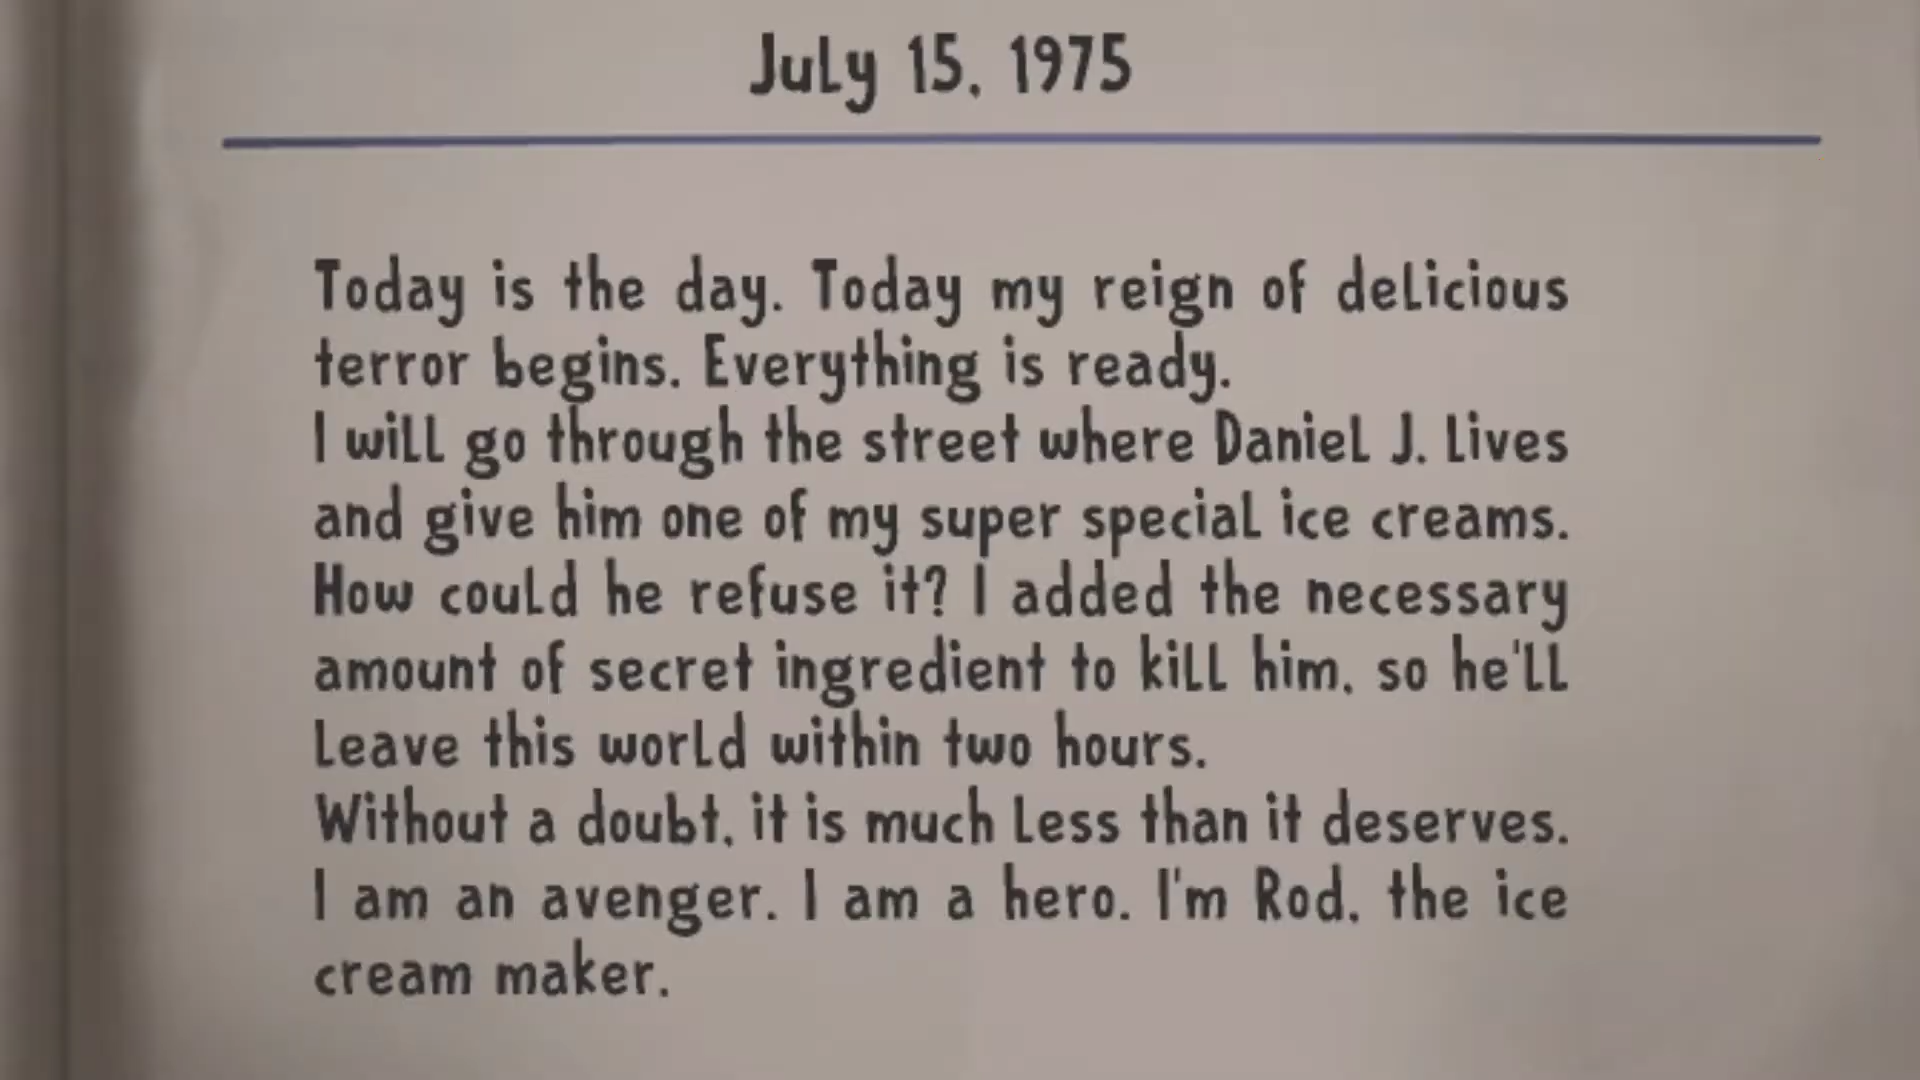 July 15, 1975
Today is the day. Today my reign of delicious
terror begins. Everything is ready.
I will go through the street where Daniel J. Lives
and give him one of my super special ice creams.
How could he refuse it? I added the necessary
amount of secret ingredient to kill him, so he'll
Leave this world within two hours.
Without a doubt, it is much less than it deserves.
I am an avenger. I am a hero. I'm Rod, the ice
cream maker.